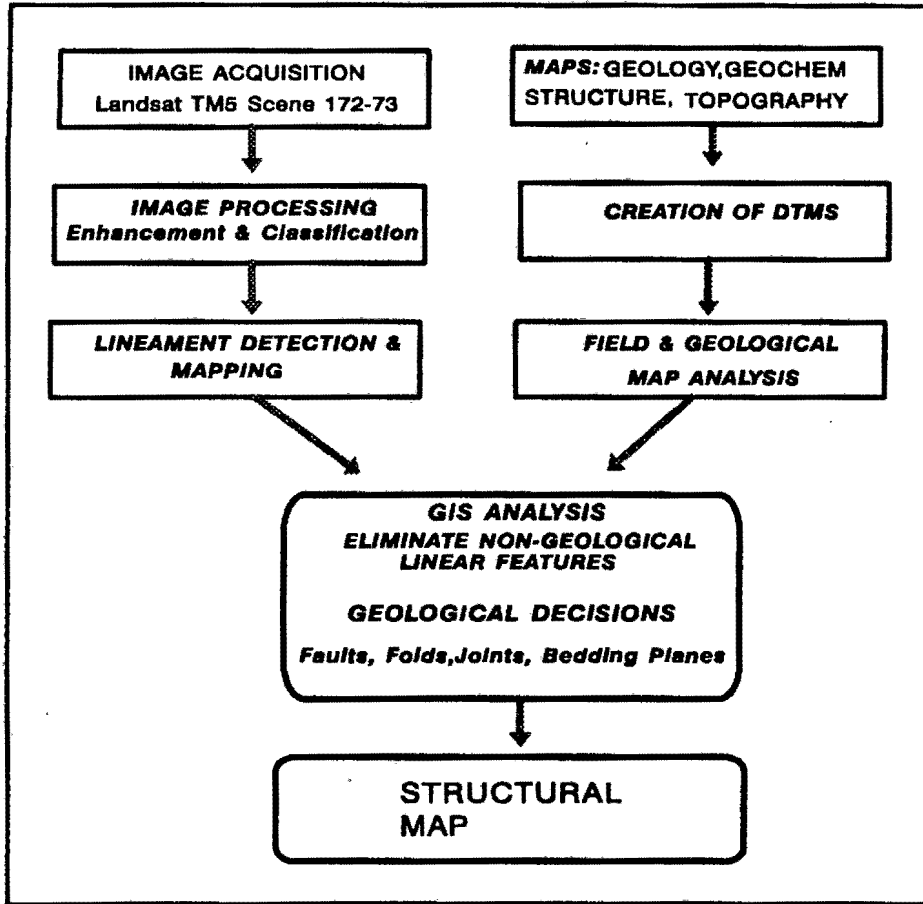 IMAGE ACQUISITION
Landsat TM5 Scene 172-73
IMAGE PROCESSING
Enhancement & Classification
LINEAMENT DETECTION &
MAPPING
MAPS: GEOLOGY,GEOCHEM
STRUCTURE, TOPOGRAPHY
CREATION OF DTMS
FIELD & GEOLOGICAL
MAP ANALYSIS
GIS ANALYSIS
ELIMINATE NON-GEOLOGICAL
LINEAR FEATURES
GEOLOGICAL DECISIONS
Faults, Folds,Joints, Bedding Planes
STRUCTURAL
MAP